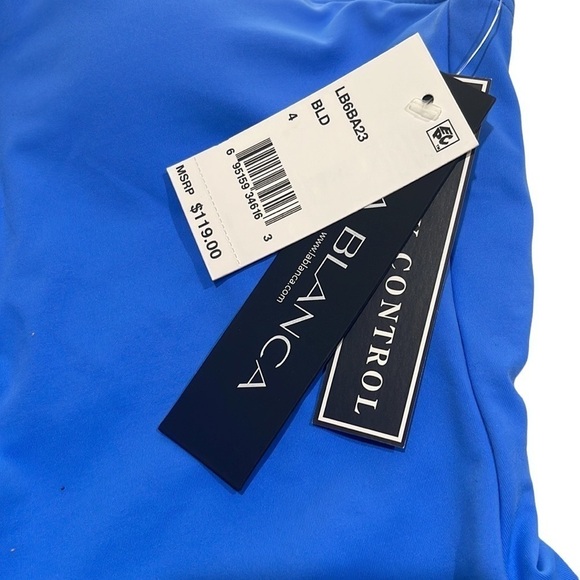 LB6BA23
BLD
4
6 95159 34616 3
MSRP $119.00
BLANCA
www.lablanca.com
CONTROL